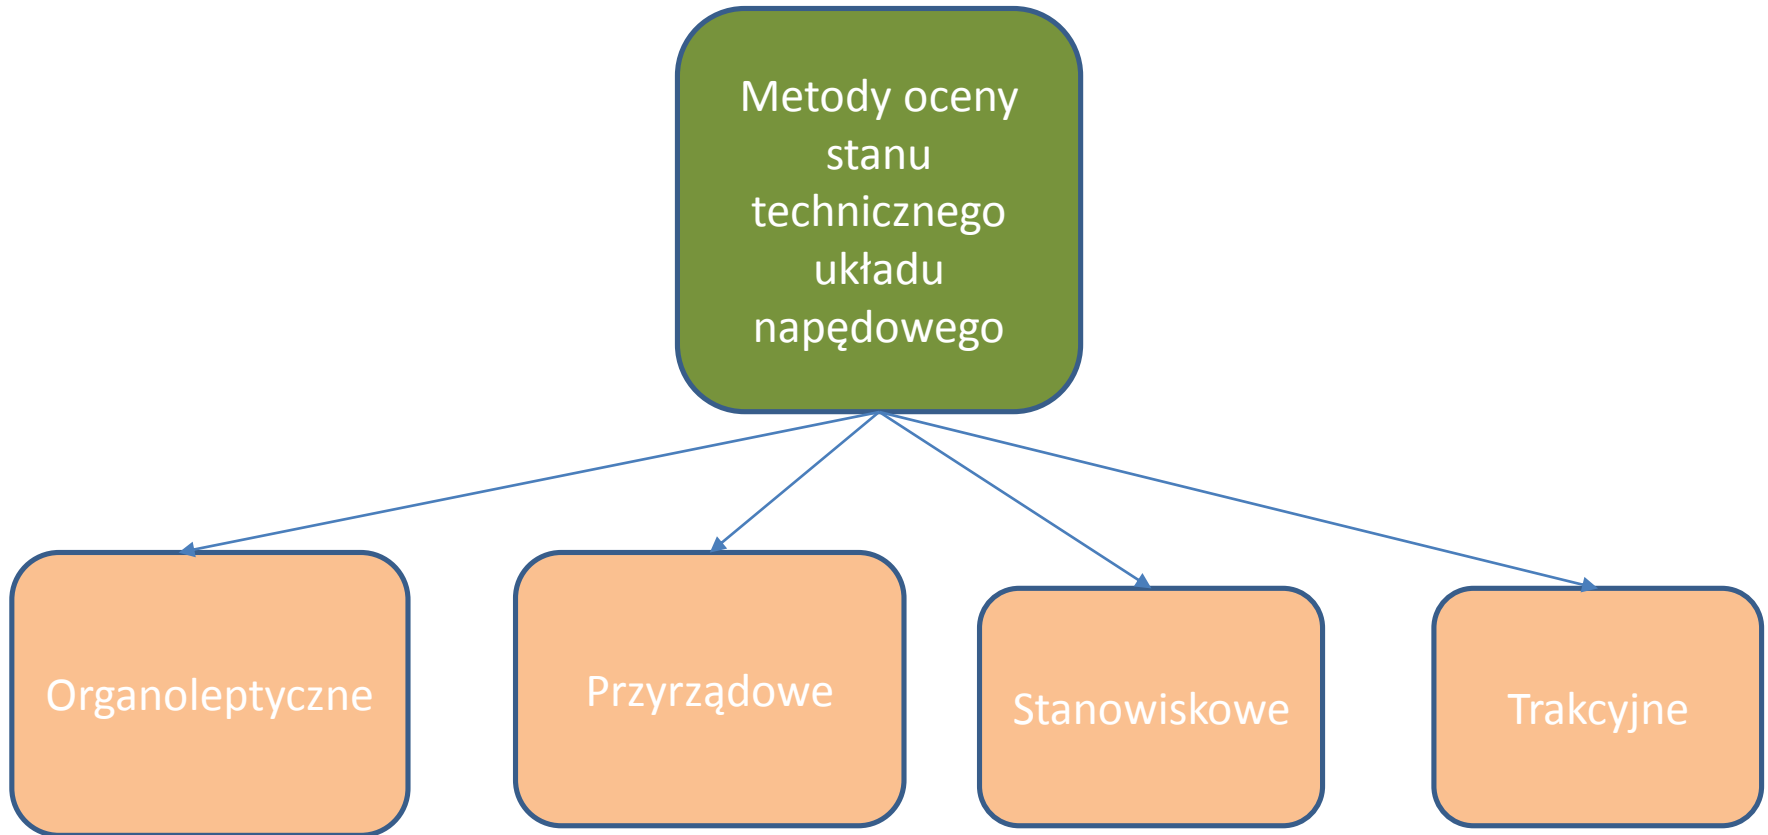 Metody oceny
stanu
technicznego
układu
napędowego
Organoleptyczne
Przyrządowe
Stanowiskowe
Trakcyjne